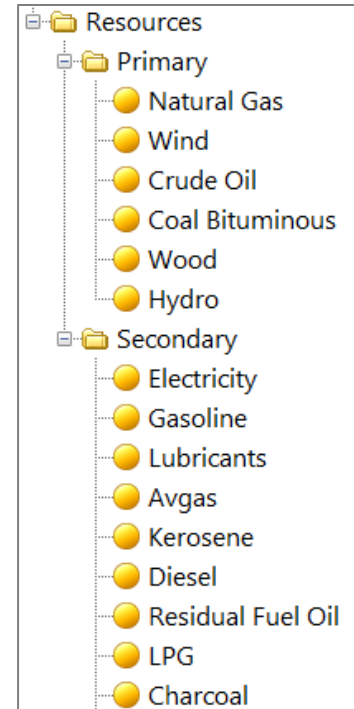 Resources
Primary
Natural Gas
Wind
Crude Oil
Coal Bituminous
Wood
Hydro
Secondary
Electricity
Gasoline
Lubricants
Avgas
Kerosene
Diesel
Residual Fuel Oil
LPG
Charcoal